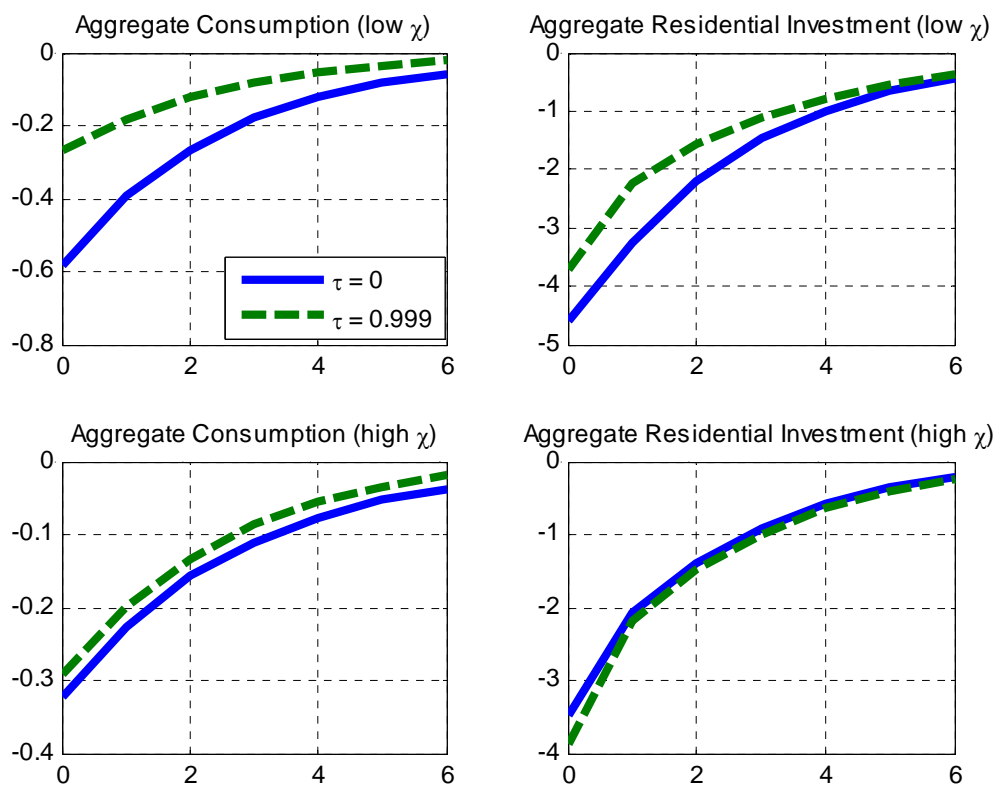 Aggregate Consumption (low χ)
0
-0.2
-0.4
-0.6
-0.8
0 2 4 6
τ = 0
τ = 0.999
Aggregate Residential Investment (low χ)
0
-1
-2
-3
-4
-5
0 2 4 6
Aggregate Consumption (high χ)
0
-0.1
-0.2
-0.3
-0.4
0 2 4 6
Aggregate Residential Investment (high χ)
0
-1
-2
-3
-4
0 2 4 6